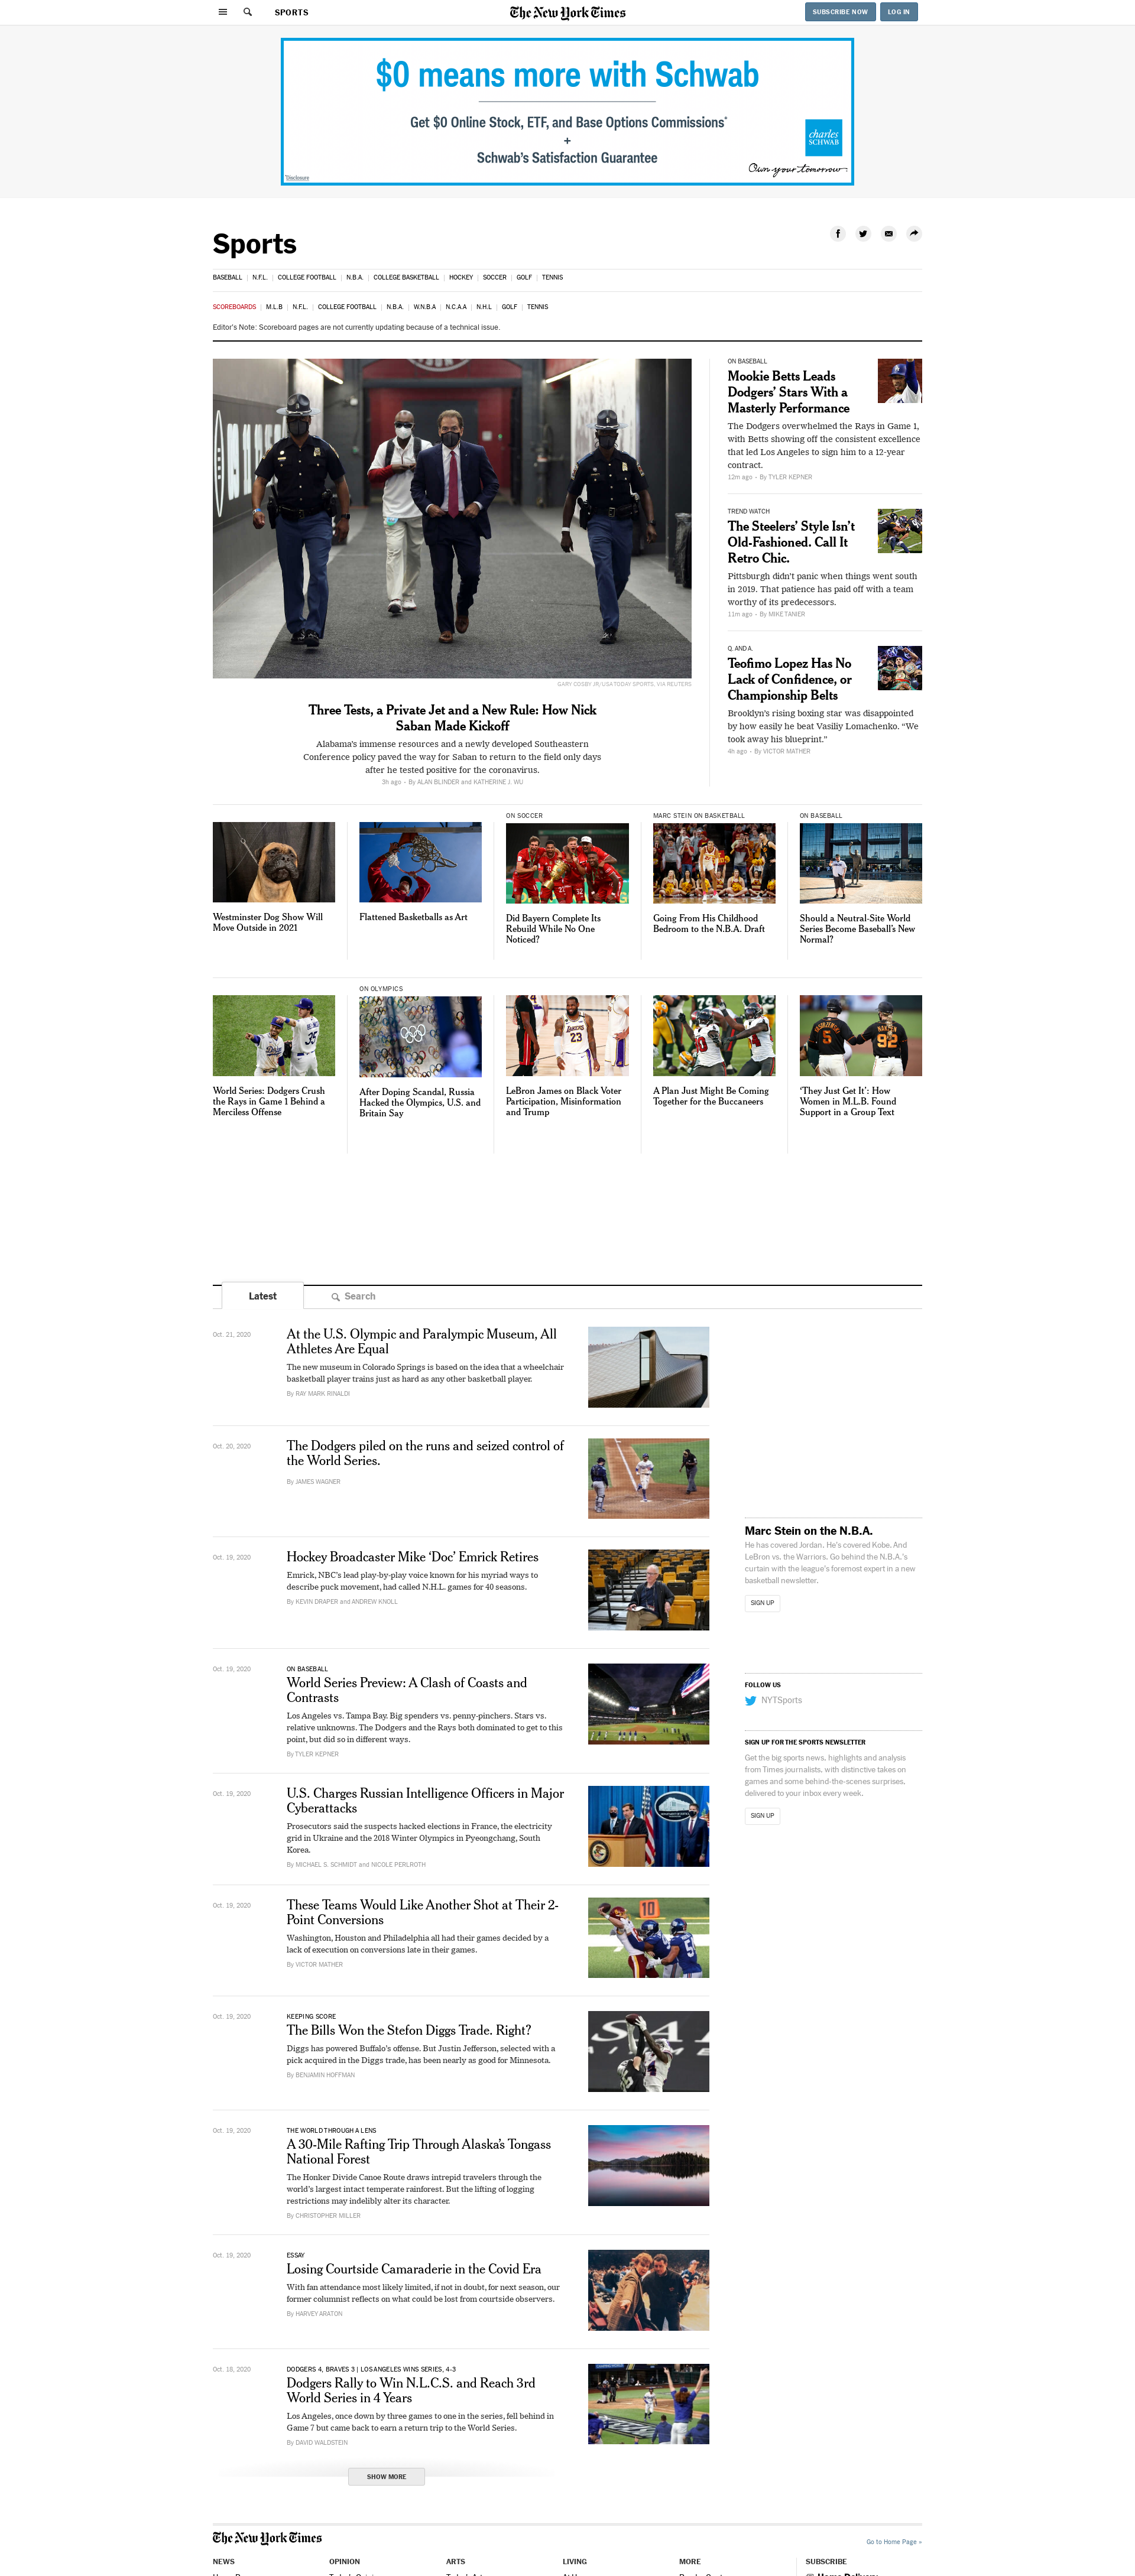 SPORTS
The New York Times
SUBSCRIBE NOW
LOG IN
$0 means more with Schwab
Get $0 Online Stock, ETF, and Base Options Commissions*
+
Schwab's Satisfaction Guarantee
charles
SCHWAB
Own your tomorrow
Disclosure
Sports
BASEBALL | N.F.L. | COLLEGE FOOTBALL | N.B.A. | COLLEGE BASKETBALL | HOCKEY | SOCCER | GOLF | TENNIS
SCOREBOARDS | M.L.B | N.F.L. | COLLEGE FOOTBALL | N.B.A. | W.N.B.A | N.C.A.A | N.H.L | GOLF | TENNIS
Editor's Note: Scoreboard pages are not currently updating because of a technical issue.
GARY COSBY JR/USA TODAY SPORTS, VIA REUTERS
Three Tests, a Private Jet and a New Rule: How Nick
Saban Made Kickoff
Alabama's immense resources and a newly developed Southeastern
Conference policy paved the way for Saban to return to the field only days
after he tested positive for the coronavirus.
3h ago - By ALAN BLINDER and KATHERINE J. WU
ON BASEBALL
Mookie Betts Leads
Dodgers' Stars With a
Masterly Performance
The Dodgers overwhelmed the Rays in Game 1,
with Betts showing off the consistent excellence
that led Los Angeles to sign him to a 12-year
contract.
12m ago - By TYLER KEPNER
TREND WATCH
The Steelers' Style Isn't
Old-Fashioned. Call It
Retro Chic.
Pittsburgh didn't panic when things went south
in 2019. That patience has paid off with a team
worthy of its predecessors.
11m ago - By MIKE TANIER
Q. AND A.
Teofimo Lopez Has No
Lack of Confidence, or
Championship Belts
Brooklyn's rising boxing star was disappointed
by how easily he beat Vasiliy Lomachenko. "We
took away his blueprint."
4h ago - By VICTOR MATHER
Westminster Dog Show Will
Move Outside in 2021
Flattened Basketballs as Art
ON SOCCER
Did Bayern Complete Its
Rebuild While No One
Noticed?
MARC STEIN ON BASKETBALL
Going From His Childhood
Bedroom to the N.B.A. Draft
ON BASEBALL
Should a Neutral-Site World
Series Become Baseball's New
Normal?
World Series: Dodgers Crush
the Rays in Game 1 Behind a
Merciless Offense
ON OLYMPICS
After Doping Scandal, Russia
Hacked the Olympics, U.S. and
Britain Say
LeBron James on Black Voter
Participation, Misinformation
and Trump
A Plan Just Might Be Coming
Together for the Buccaneers
'They Just Get It': How
Women in M.L.B. Found
Support in a Group Text
Latest
Search
Oct. 21, 2020
At the U.S. Olympic and Paralympic Museum, All
Athletes Are Equal
The new museum in Colorado Springs is based on the idea that a wheelchair
basketball player trains just as hard as any other basketball player.
By RAY MARK RINALDI
Oct. 20, 2020
The Dodgers piled on the runs and seized control of
the World Series.
By JAMES WAGNER
Oct. 19, 2020
Hockey Broadcaster Mike 'Doc' Emrick Retires
Emrick, NBC's lead play-by-play voice known for his myriad ways to
describe puck movement, had called N.H.L. games for 40 seasons.
By KEVIN DRAPER and ANDREW KNOLL
Oct. 19, 2020
ON BASEBALL
World Series Preview: A Clash of Coasts and
Contrasts
Los Angeles vs. Tampa Bay. Big spenders vs. penny-pinchers. Stars vs.
relative unknowns. The Dodgers and the Rays both dominated to get to this
point, but did so in different ways.
By TYLER KEPNER
Oct. 19, 2020
U.S. Charges Russian Intelligence Officers in Major
Cyberattacks
Prosecutors said the suspects hacked elections in France, the electricity
grid in Ukraine and the 2018 Winter Olympics in Pyeongchang, South
Korea.
By MICHAEL S. SCHMIDT and NICOLE PERLROTH
Oct. 19, 2020
These Teams Would Like Another Shot at Their 2-
Point Conversions
Washington, Houston and Philadelphia all had their games decided by a
lack of execution on conversions late in their games.
By VICTOR MATHER
Oct. 19, 2020
KEEPING SCORE
The Bills Won the Stefon Diggs Trade. Right?
Diggs has powered Buffalo's offense. But Justin Jefferson, selected with a
pick acquired in the Diggs trade, has been nearly as good for Minnesota.
By BENJAMIN HOFFMAN
Oct. 19, 2020
THE WORLD THROUGH A LENS
A 30-Mile Rafting Trip Through Alaska's Tongass
National Forest
The Honker Divide Canoe Route draws intrepid travelers through the
world's largest intact temperate rainforest. But the lifting of logging
restrictions may indelibly alter its character.
By CHRISTOPHER MILLER
Oct. 19, 2020
ESSAY
Losing Courtside Camaraderie in the Covid Era
With fan attendance most likely limited, if not in doubt, for next season, our
former columnist reflects on what could be lost from courtside observers.
By HARVEY ARATON
Oct. 18, 2020
DODGERS 4, BRAVES 3 | LOS ANGELES WINS SERIES, 4-3
Dodgers Rally to Win N.L.C.S. and Reach 3rd
World Series in 4 Years
Los Angeles, once down by three games to one in the series, fell behind in
Game 7 but came back to earn a return trip to the World Series.
By DAVID WALDSTEIN
SHOW MORE
Marc Stein on the N.B.A.
He has covered Jordan. He's covered Kobe. And
LeBron vs. the Warriors. Go behind the N.B.A.'s
curtain with the league's foremost expert in a new
basketball newsletter.
SIGN UP
FOLLOW US
NYTSports
SIGN UP FOR THE SPORTS NEWSLETTER
Get the big sports news, highlights and analysis
from Times journalists, with distinctive takes on
games and some behind-the-scenes surprises,
delivered to your inbox every week.
SIGN UP
The New York Times
Go to Home Page »
NEWS
OPINION
ARTS
LIVING
MORE
SUBSCRIBE